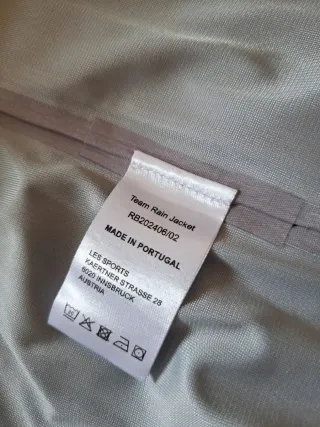 Team Rain Jacket
RB202406/02
MADE IN PORTUGAL
LES SPORTS
KAERTNER STRASSE 28
6020 INNSBRUCK
AUSTRIA